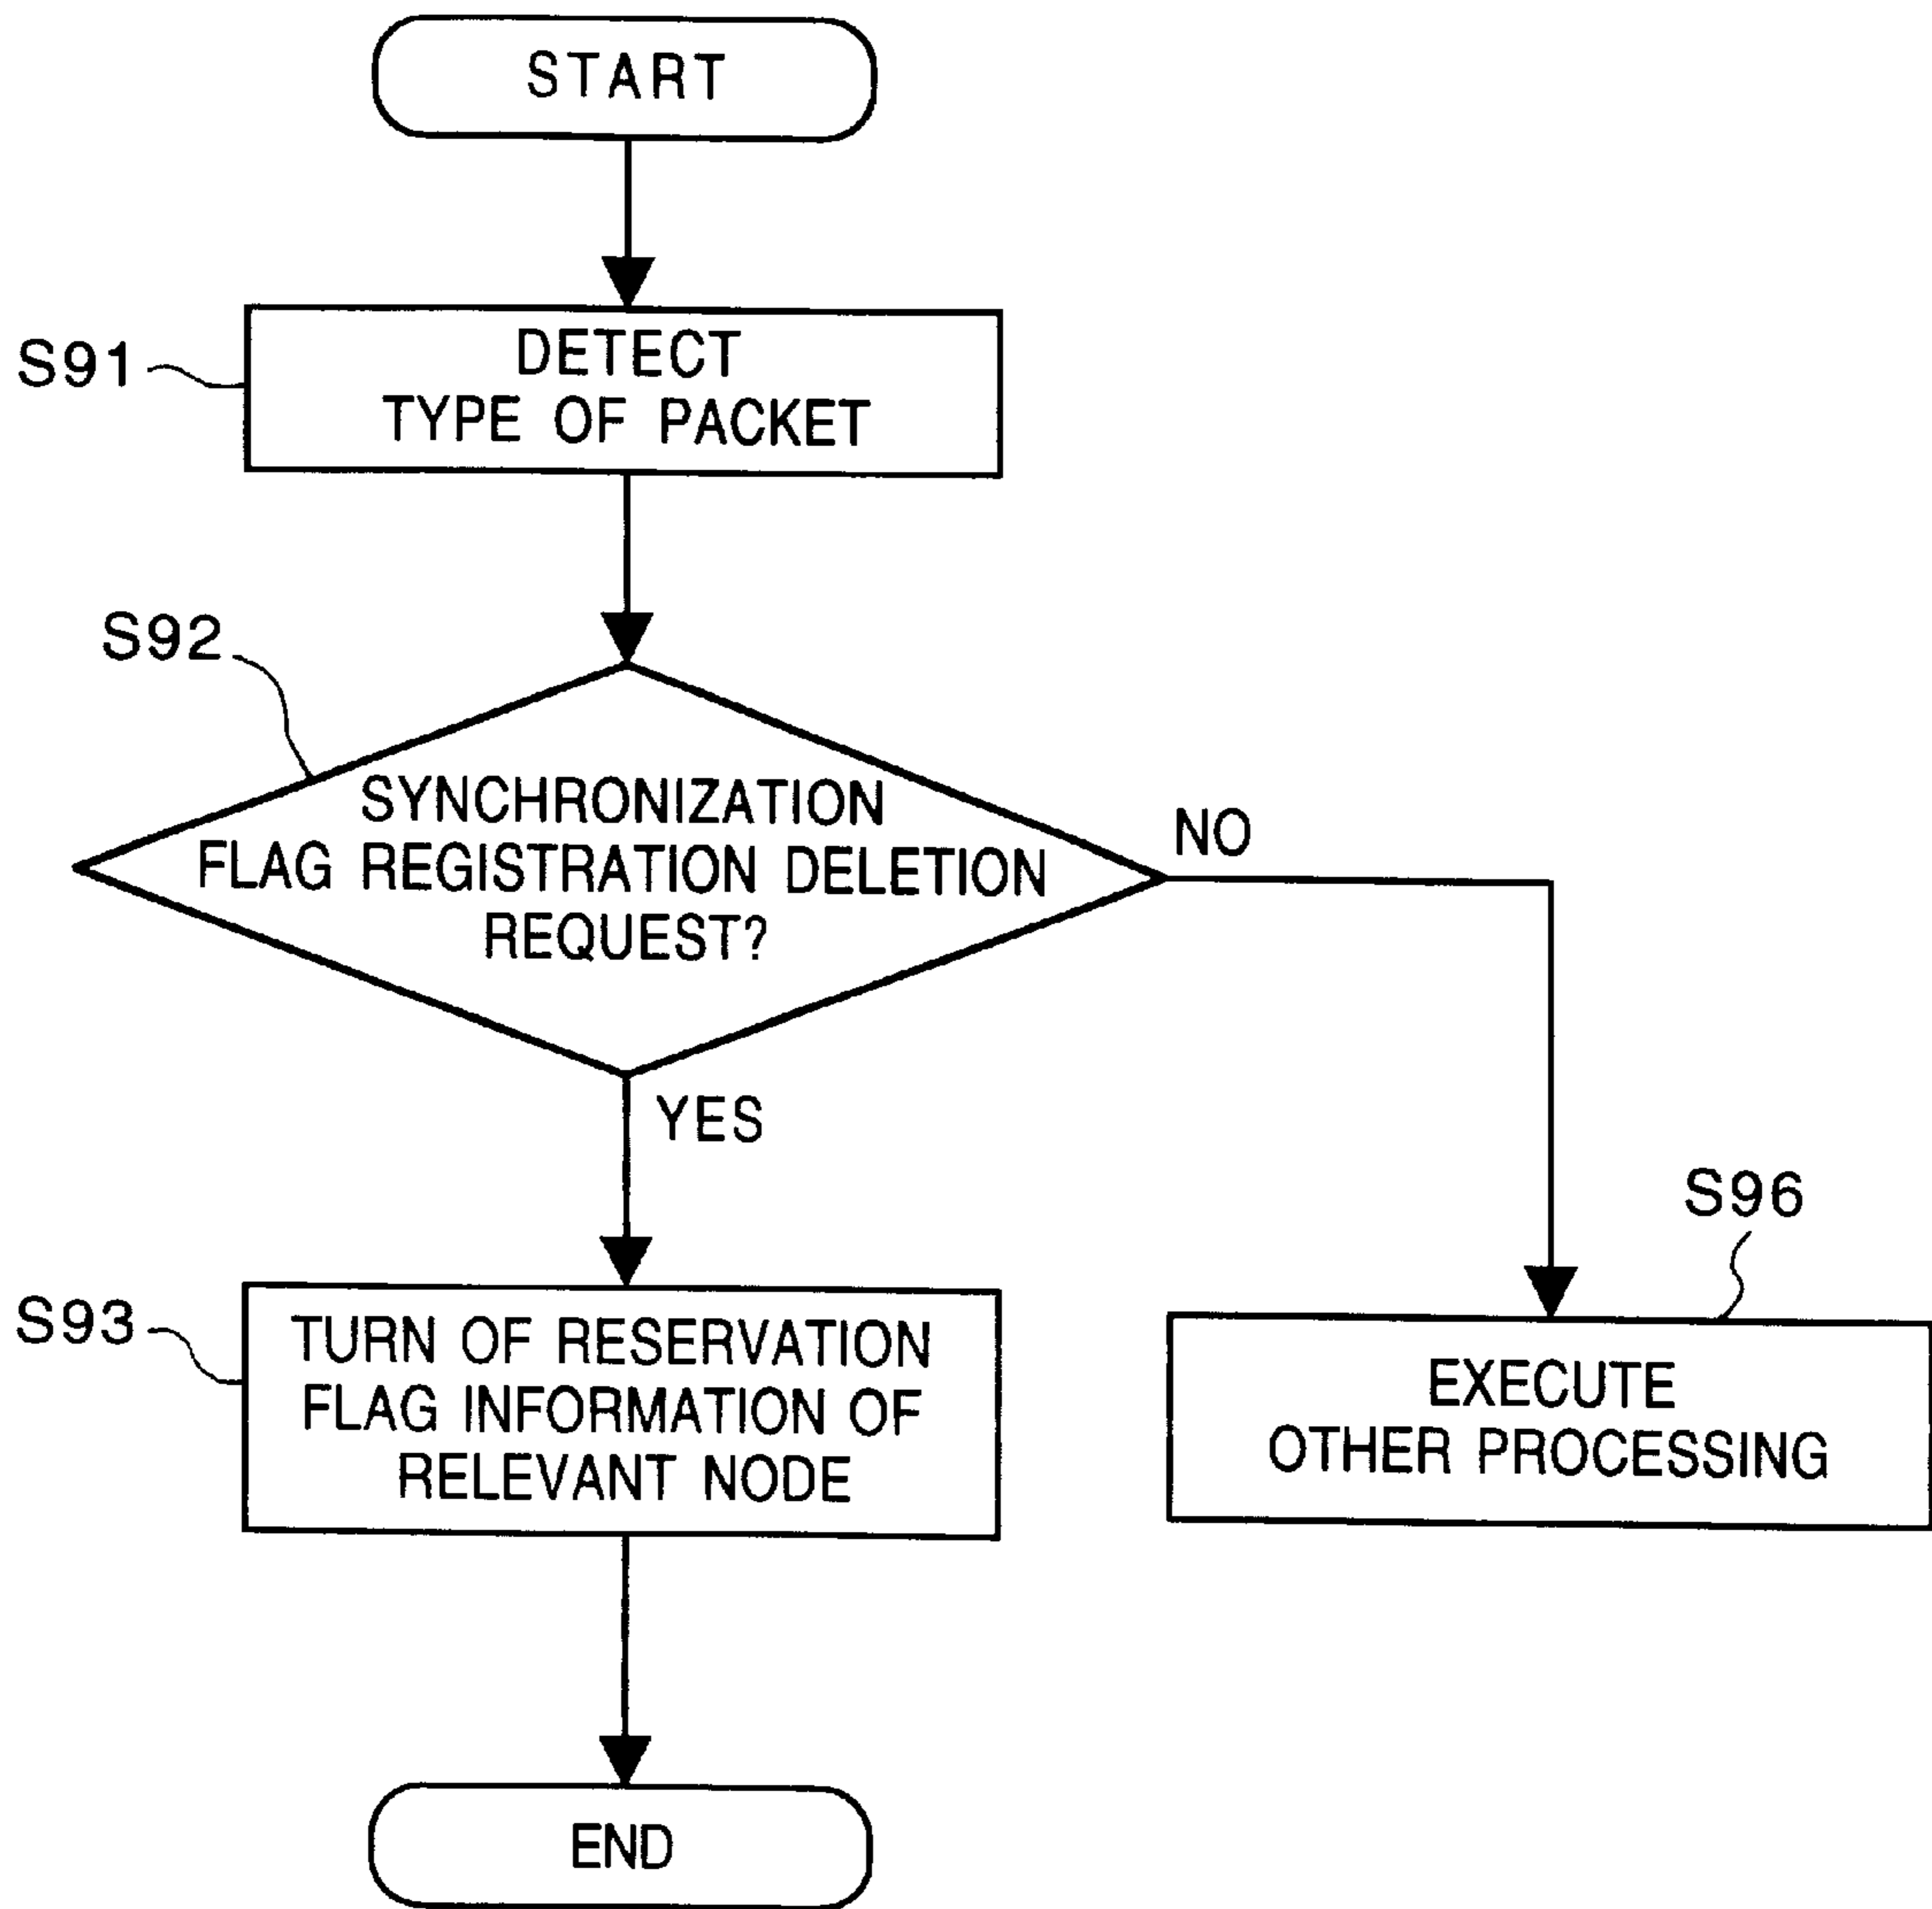 START
S91
DETECT
TYPE OF PACKET
S92
SYNCHRONIZATION
FLAG REGISTRATION DELETION
REQUEST?
NO
YES
S93
TURN OF RESERVATION
FLAG INFORMATION OF
RELEVANT NODE
S96
EXECUTE
OTHER PROCESSING
END